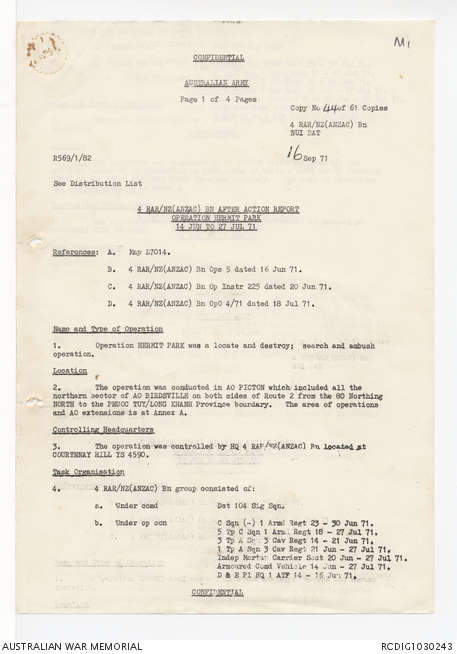 M1
CONFIDENTIAL
AUSTRALIAN ARMY
Page 1 of 4 Pages
Copy No 44 of 61 Copies
4 RAR/NZ(ANZAC) Bn
NUI DAT
R569/1/82
16 Sep 71
See Distribution List
4 RAR/NZ(ANZAC) BN AFTER ACTION REPORT
OPERATION HERMIT PARK
14 JUN TO 27 JUL 71
References: A. Map L7014.
B. 4 RAR/NZ(ANZAC) Bn Ops 5 dated 16 Jun 71.
C. 4 RAR/NZ(ANZAC) Bn Op Instr 225 dated 20 Jun 71.
D. 4 RAR/NZ(ANZAC) Bn OpO 4/71 dated 18 Jul 71.
Name and Type of Operation
1. Operation HERMIT PARK was a locate and destroy; search and ambush
operation.
Location
2. The operation was conducted in AO PICTON which included all the
northern sector of AO BIRDSVILLE on both sides of Route 2 from the 80 Northing
NORTH to the PHUOC TUY/LONG KHANH Province boundary. The area of operations
and AO extensions is at Annex A.
Controlling Headquarters
3. The operation was controlled by HQ 4 RAR/NZ(ANZAC) Bn located at
COURTENAY HILL YS 4590.
Task Organisation
4. 4 RAR/NZ(ANZAC) Bn group consisted of:
a. Under comd Det 104 Sig Sqn.
b. Under op con C Sqn (-) 1 Armd Regt 23 - 30 Jun 71.
5 Tp C Sqn 1 Armd Regt 18 - 27 Jul 71.
3 Tp A Sqn 3 Cav Regt 14 - 21 Jun 71.
1 Tp A Sqn 3 Cav Regt 21 Jun - 27 Jul 71.
Indep Mortar Carrier Sect 20 Jun - 27 Jul 71.
Armoured Comd Vehicle 14 Jun - 27 Jul 71.
D & E Pl HQ 1 ATF 14 - 16 Jun 71.
CONFIDENTIAL
AUSTRALIAN WAR MEMORIAL
RCDIG1030243